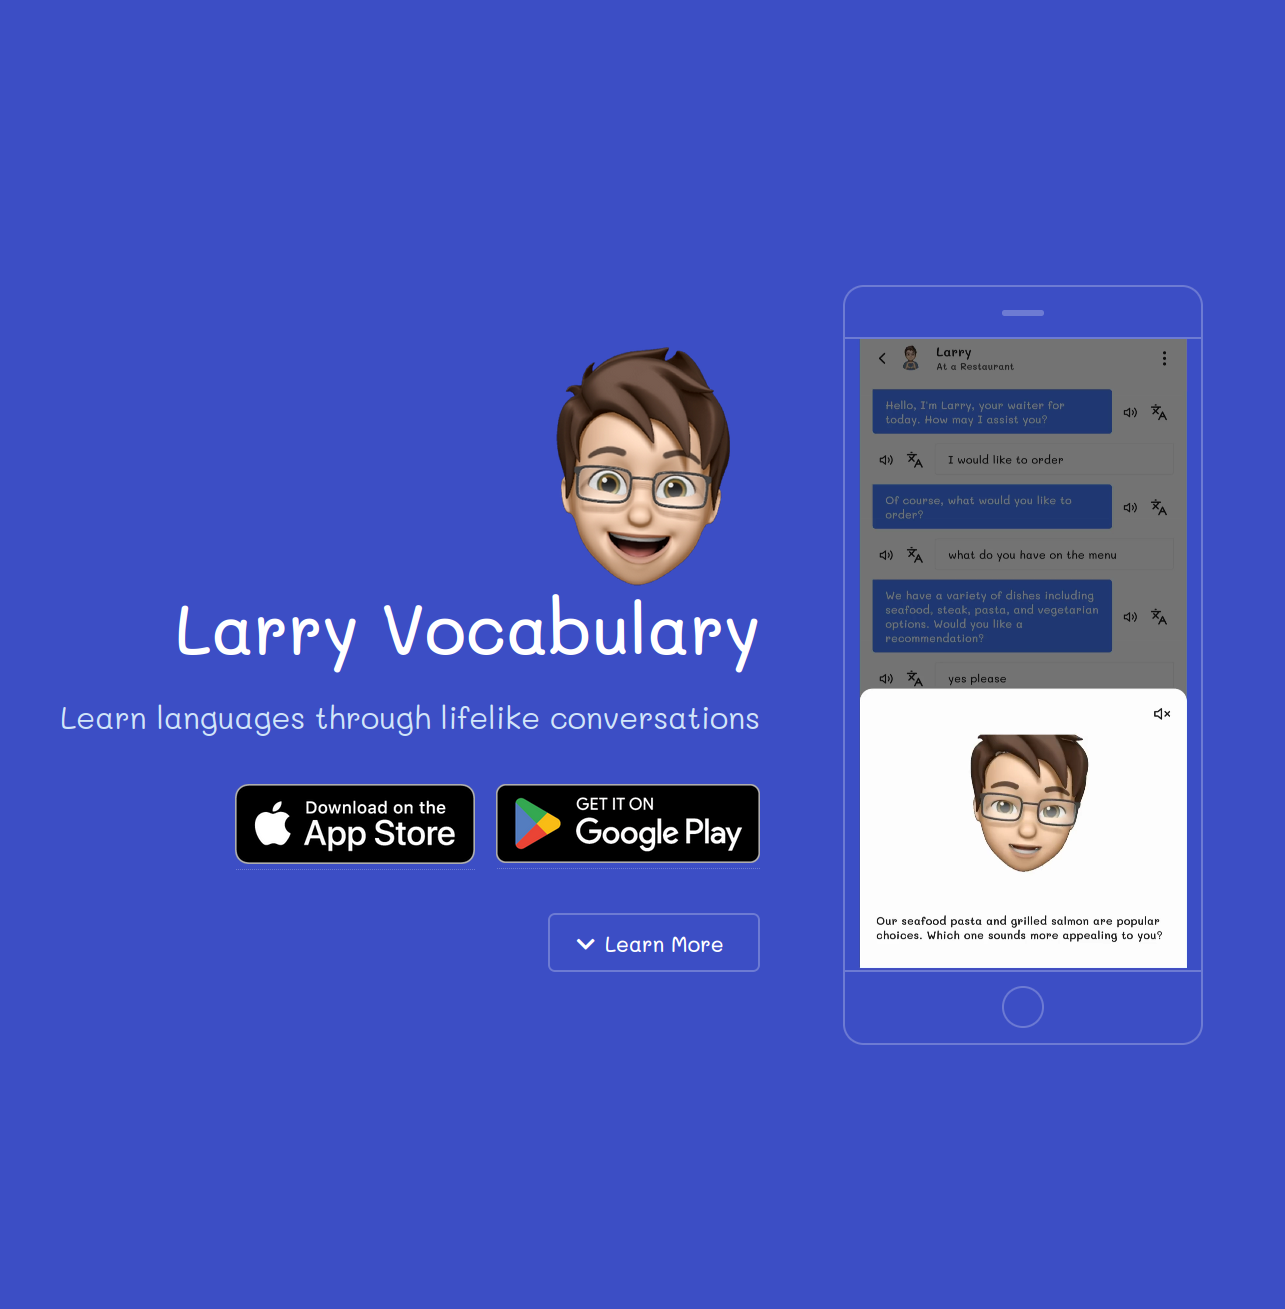 Larry Vocabulary
Learn languages through lifelike conversations
Download on the
App Store
GET IT ON
Google Play
Learn More
Larry
At a Restaurant
Hello, I'm Larry, your waiter for
today. How may I assist you?
I would like to order
Of course, what would you like to
order?
what do you have on the menu
We have a variety of dishes including
seafood, steak, pasta, and vegetarian
options. Would you like a
recommendation?
yes please
Our seafood pasta and grilled salmon are popular
choices. Which one sounds more appealing to you?